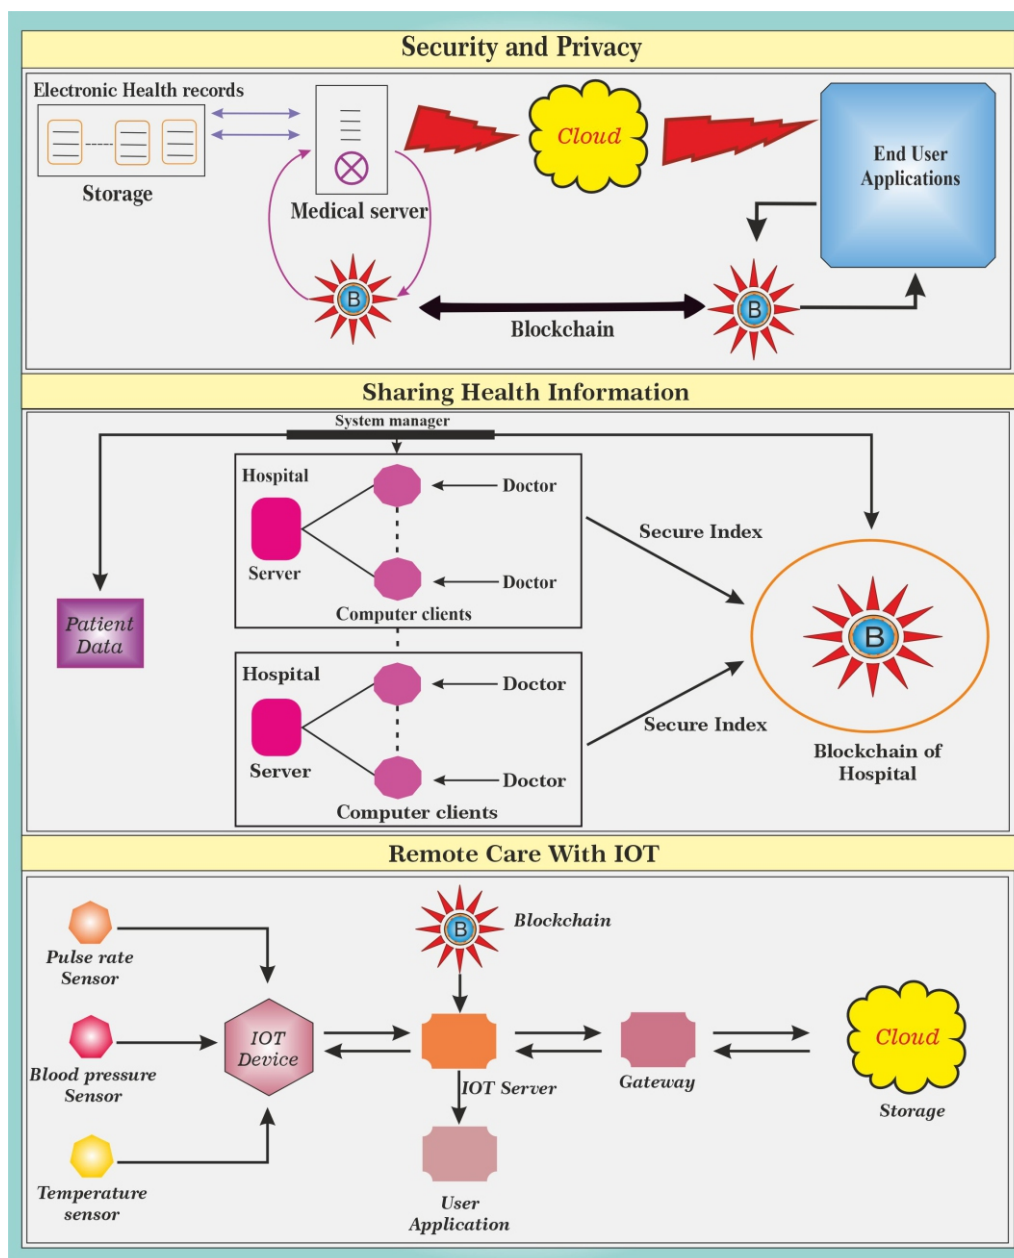 Security and Privacy
Electronic Health records
Storage
Medical server
Cloud
End User
Applications
B
B
Blockchain
Sharing Health Information
System manager
Hospital
Server
Doctor
Doctor
Computer clients
Secure Index
Patient
Data
Hospital
Server
Doctor
Doctor
Computer clients
Secure Index
B
Blockchain of
Hospital
Remote Care With IOT
Pulse rate
Sensor
Blood pressure
Sensor
Temperature
sensor
IOT
Device
B
Blockchain
IOT Server
User
Application
Gateway
Cloud
Storage